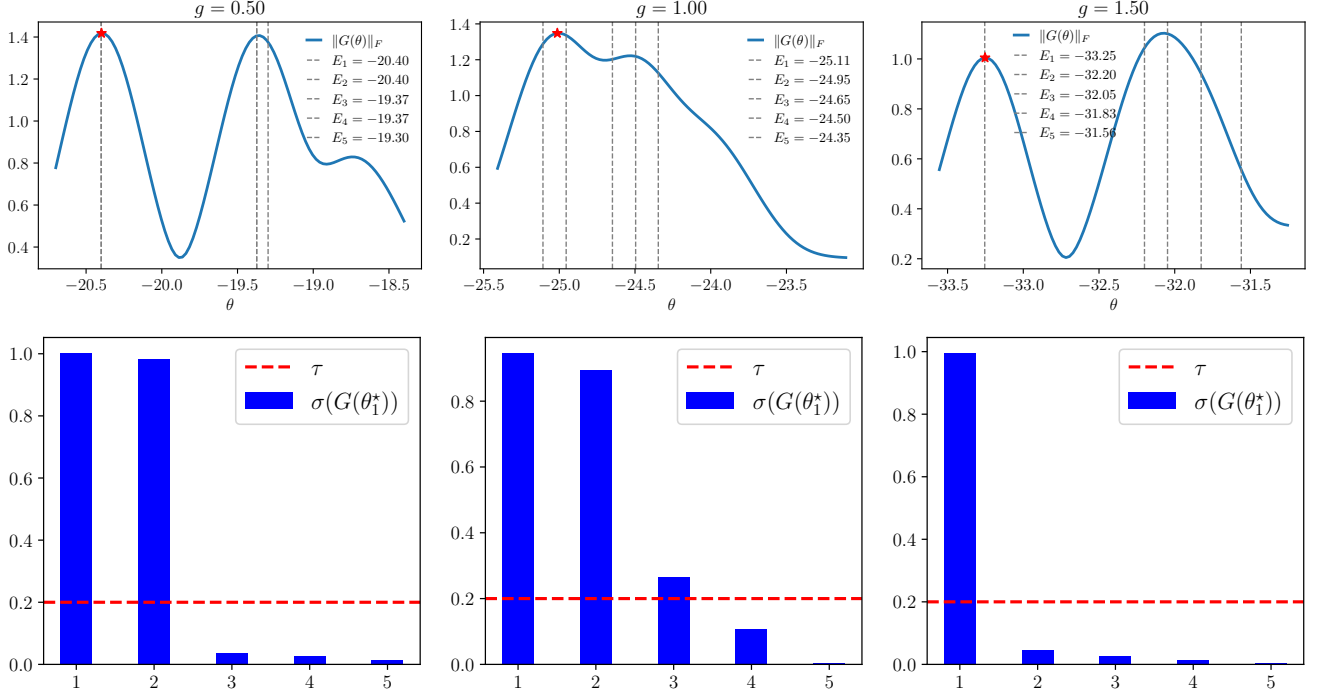 g = 0.50
1.4
1.2
1.0
0.8
0.6
0.4
−20.5 −20.0 −19.5 −19.0 −18.5
θ
‖G(θ)‖_F
E_1 = −20.40
E_2 = −20.40
E_3 = −19.37
E_4 = −19.37
E_5 = −19.30
g = 1.00
1.4
1.2
1.0
0.8
0.6
0.4
0.2
−25.5 −25.0 −24.5 −24.0 −23.5
θ
‖G(θ)‖_F
E_1 = −25.11
E_2 = −24.95
E_3 = −24.65
E_4 = −24.50
E_5 = −24.35
g = 1.50
1.0
0.8
0.6
0.4
0.2
−33.5 −33.0 −32.5 −32.0 −31.5
θ
‖G(θ)‖_F
E_1 = −33.25
E_2 = −32.20
E_3 = −32.05
E_4 = −31.83
E_5 = −31.56
1.0
0.8
0.6
0.4
0.2
0.0
1 2 3 4 5
τ
σ(G(θ_1^⋆))
0.8
0.6
0.4
0.2
0.0
1 2 3 4 5
τ
σ(G(θ_1^⋆))
1.0
0.8
0.6
0.4
0.2
0.0
1 2 3 4 5
τ
σ(G(θ_1^⋆))